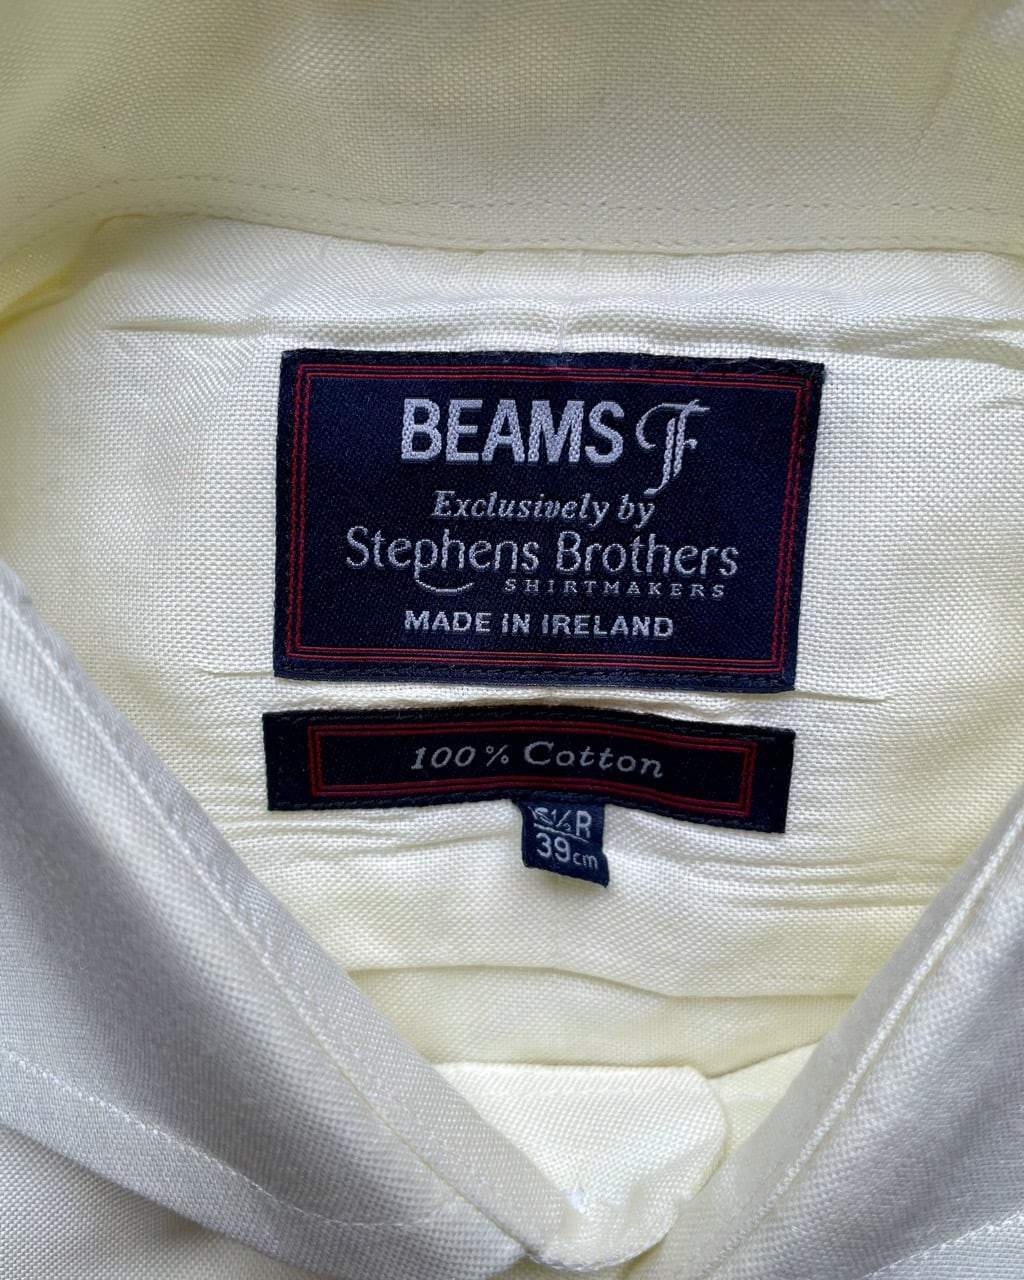 BEAMS F
Exclusively by
Stephens Brothers
SHIRTMAKERS
MADE IN IRELAND
100% Cotton
15½R
39cm